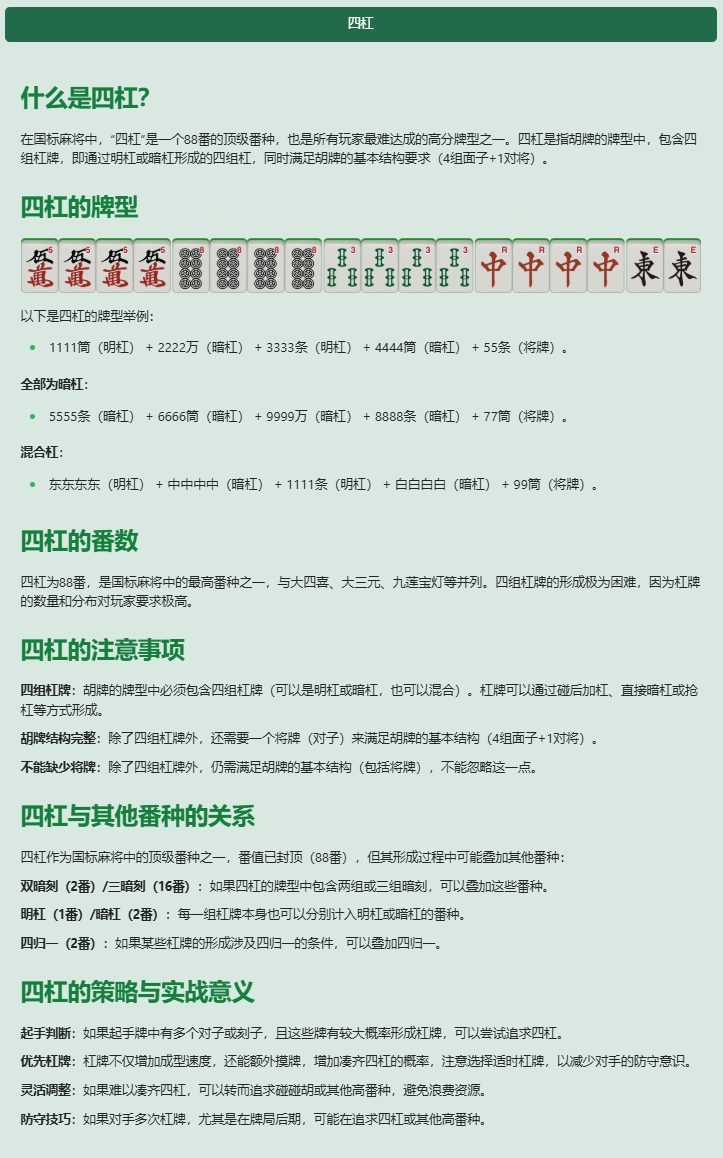 四杠
什么是四杠?
在国标麻将中，“四杠”是一个88番的顶级番种，也是所有玩家最难达成的高分牌型之一。四杠是指胡牌的牌型中，包含四
组杠牌，即通过明杠或暗杠形成的四组杠，同时满足胡牌的基本结构要求（4组面子+1对将）。
四杠的牌型
伍萬 5 伍萬 5 伍萬 5 伍萬 5 8 8 8 8 3 3 3 3 中 R 中 R 中 R 中 R 東 E 東 E
以下是四杠的牌型举例：
1111筒（明杠） + 2222万（暗杠） + 3333条（明杠） + 4444筒（暗杠） + 55条（将牌）。
全部为暗杠：
5555条（暗杠） + 6666筒（暗杠） + 9999万（暗杠） + 8888条（暗杠） + 77筒（将牌）。
混合杠：
东东东东（明杠） + 中中中中（暗杠） + 1111条（明杠） + 白白白白（暗杠） + 99筒（将牌）。
四杠的番数
四杠为88番，是国标麻将中的最高番种之一，与大四喜、大三元、九莲宝灯等并列。四组杠牌的形成极为困难，因为杠牌
的数量和分布对玩家要求极高。
四杠的注意事项
四组杠牌：胡牌的牌型中必须包含四组杠牌（可以是明杠或暗杠，也可以混合）。杠牌可以通过碰后加杠、直接暗杠或抢
杠等方式形成。
胡牌结构完整：除了四组杠牌外，还需要一个将牌（对子）来满足胡牌的基本结构（4组面子+1对将）。
不能缺少将牌：除了四组杠牌外，仍需满足胡牌的基本结构（包括将牌），不能忽略这一点。
四杠与其他番种的关系
四杠作为国标麻将中的顶级番种之一，番值已封顶（88番），但其形成过程中可能叠加其他番种：
双暗刻（2番）/三暗刻（16番）：如果四杠的牌型中包含两组或三组暗刻，可以叠加这些番种。
明杠（1番）/暗杠（2番）：每一组杠牌本身也可以分别计入明杠或暗杠的番种。
四归一（2番）：如果某些杠牌的形成涉及四归一的条件，可以叠加四归一。
四杠的策略与实战意义
起手判断：如果起手牌中有多个对子或刻子，且这些牌有较大概率形成杠牌，可以尝试追求四杠。
优先杠牌：杠牌不仅增加成型速度，还能额外摸牌，增加凑齐四杠的概率，注意选择适时杠牌，以减少对手的防守意识。
灵活调整：如果难以凑齐四杠，可以转而追求碰碰胡或其他高番种，避免浪费资源。
防守技巧：如果对手多次杠牌，尤其是在牌局后期，可能在追求四杠或其他高番种。